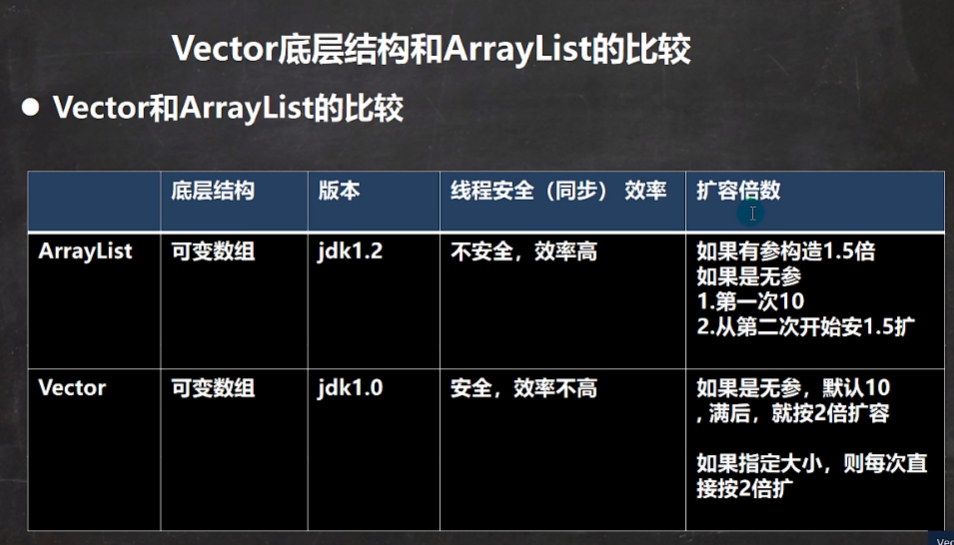 Vector底层结构和ArrayList的比较
● Vector和ArrayList的比较
底层结构 版本 线程安全（同步） 效率 扩容倍数
ArrayList 可变数组 jdk1.2 不安全，效率高 如果有参构造1.5倍
如果是无参
1.第一次10
2.从第二次开始安1.5扩
Vector 可变数组 jdk1.0 安全，效率不高 如果是无参，默认10
, 满后，就按2倍扩容
如果指定大小，则每次直
接按2倍扩
Vec